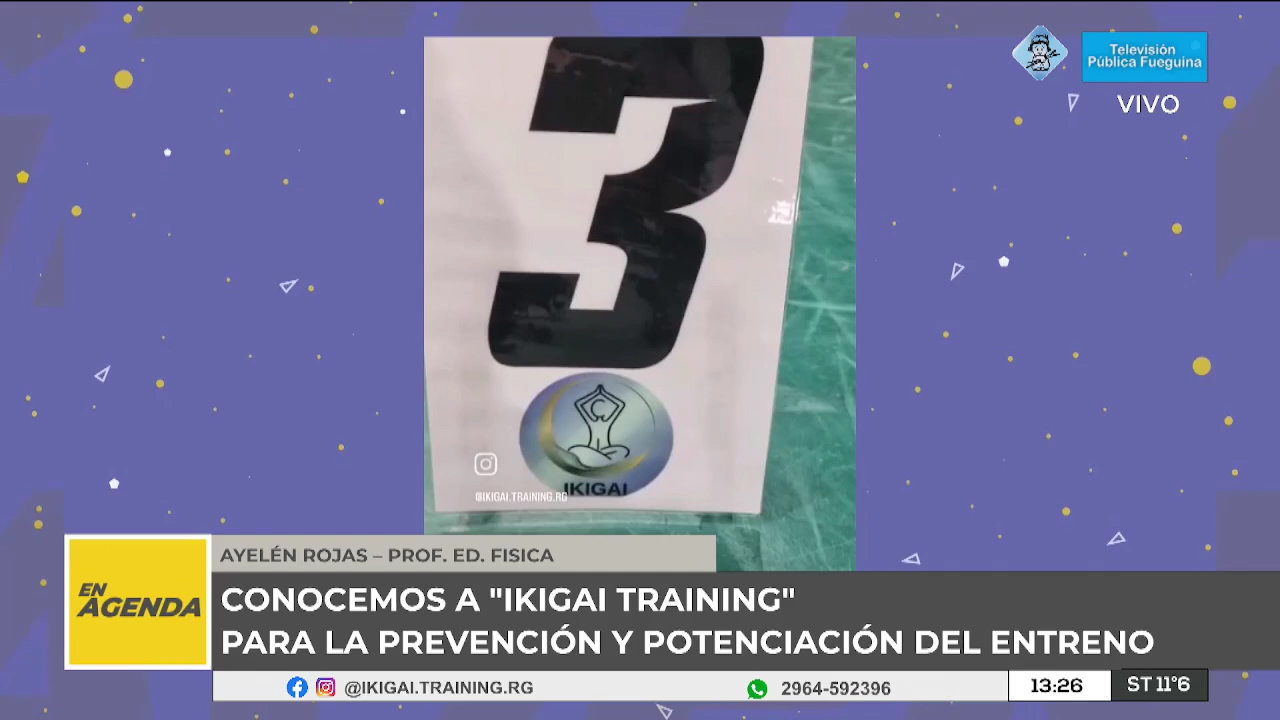 Televisión
Pública Fueguina
VIVO
3
IKIGAI
@IKIGAI.TRAINING.RG
AYELÉN ROJAS – PROF. ED. FISICA
EN
AGENDA
CONOCEMOS A "IKIGAI TRAINING"
PARA LA PREVENCIÓN Y POTENCIACIÓN DEL ENTRENO
@IKIGAI.TRAINING.RG
2964-592396
13:26
ST 11°6